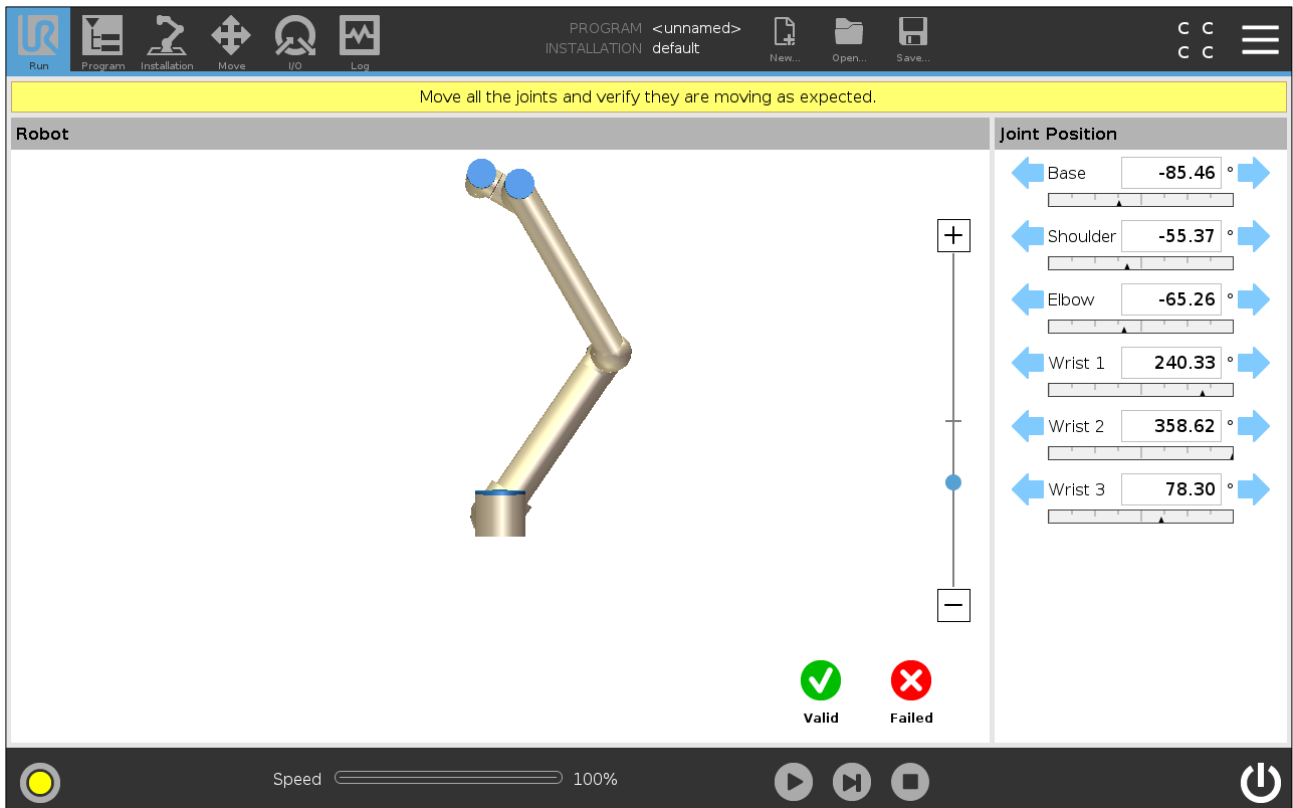 PROGRAM <unnamed>
INSTALLATION default
C C
C C
UR
Run Program Installation Move I/O Log New... Open... Save...
Move all the joints and verify they are moving as expected.
Robot
Joint Position
Base -85.46 °
Shoulder -55.37 °
Elbow -65.26 °
Wrist 1 240.33 °
Wrist 2 358.62 °
Wrist 3 78.30 °
+
−
Valid Failed
Speed 100%